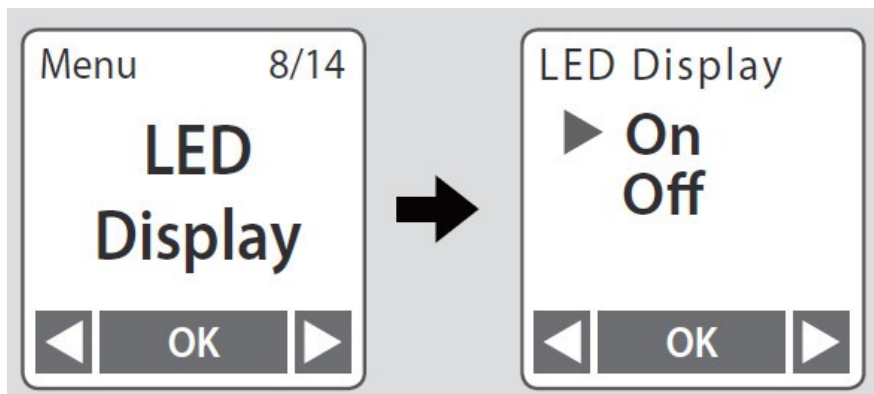 Menu 8/14
LED
Display
OK
LED Display
On
Off
OK